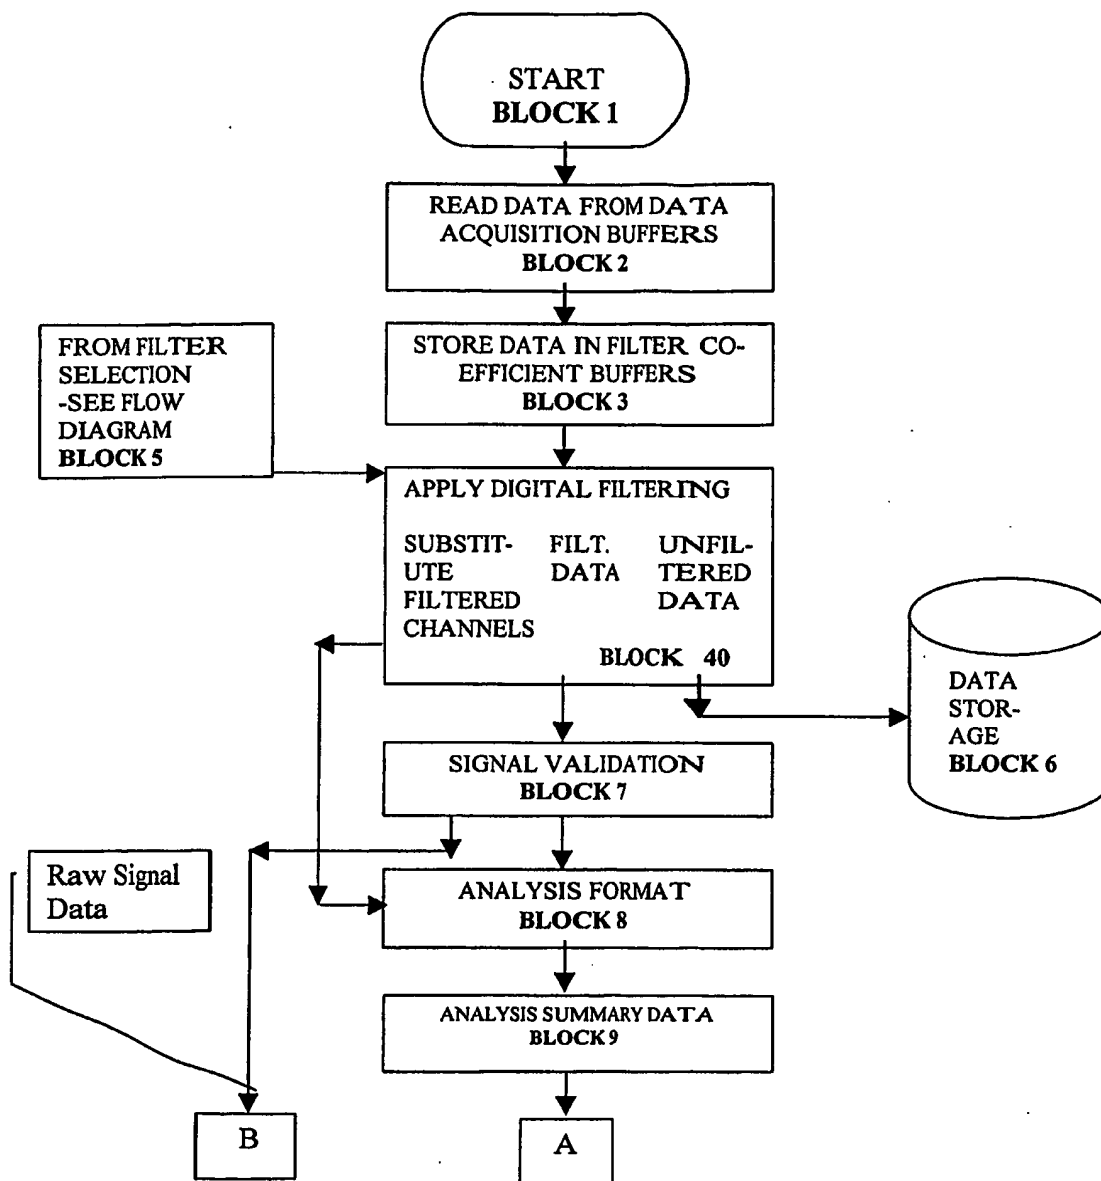 START
BLOCK 1
READ DATA FROM DATA
ACQUISITION BUFFERS
BLOCK 2
STORE DATA IN FILTER CO-
EFFICIENT BUFFERS
BLOCK 3
FROM FILTER
SELECTION
-SEE FLOW
DIAGRAM
BLOCK 5
APPLY DIGITAL FILTERING
SUBSTIT-
UTE
FILTERED
CHANNELS
FILT.
DATA
UNFIL-
TERED
DATA
BLOCK 40
DATA
STOR-
AGE
BLOCK 6
SIGNAL VALIDATION
BLOCK 7
Raw Signal
Data
ANALYSIS FORMAT
BLOCK 8
ANALYSIS SUMMARY DATA
BLOCK 9
B
A